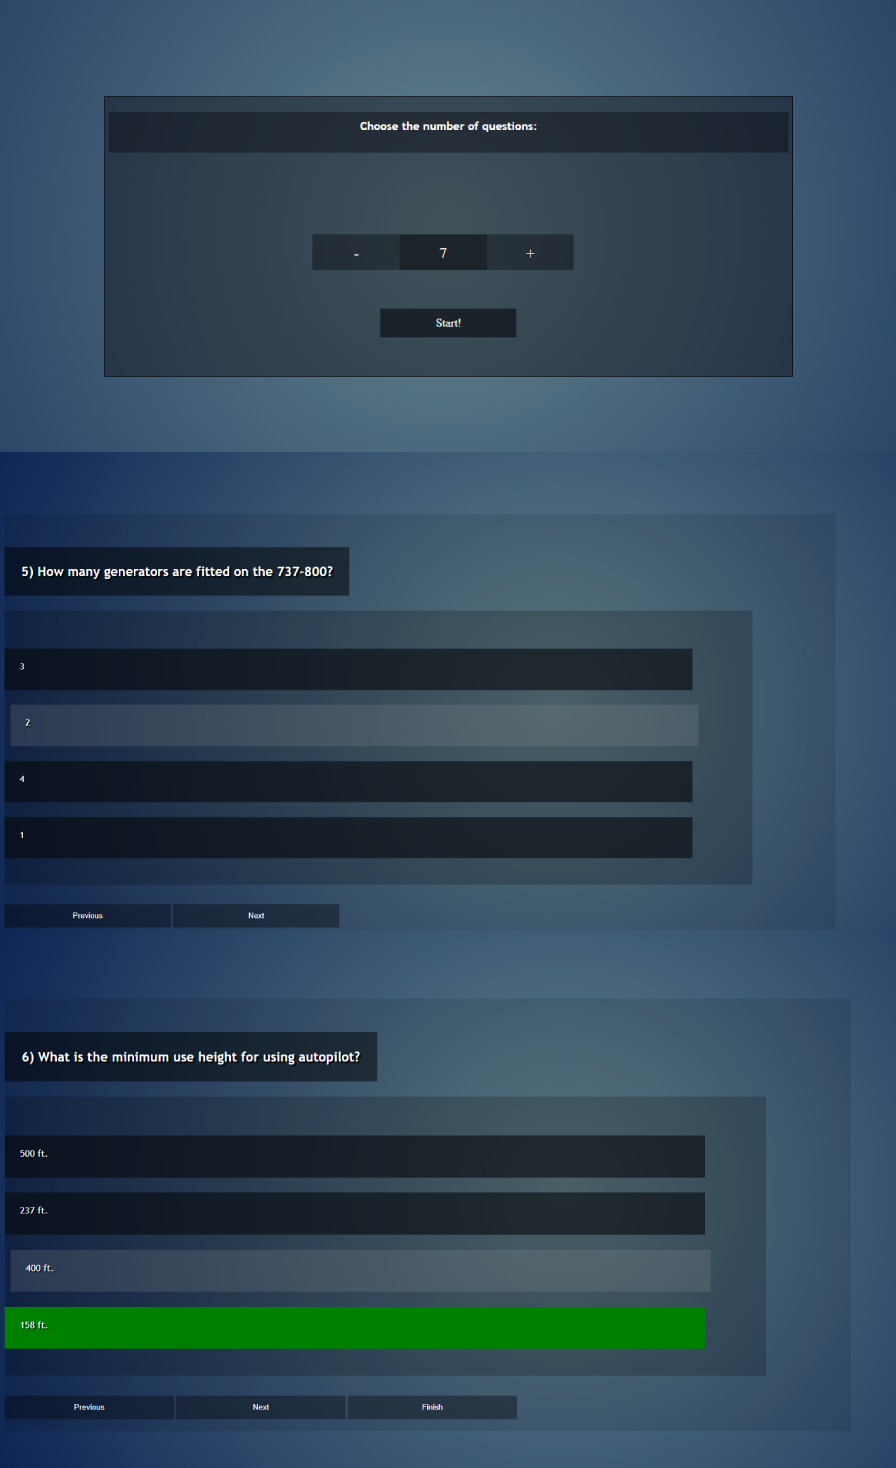 Choose the number of questions:
- 7 +
Start!
5) How many generators are fitted on the 737-800?
3
2
4
1
Previous Next
6) What is the minimum use height for using autopilot?
500 ft.
237 ft.
400 ft.
158 ft.
Previous Next Finish